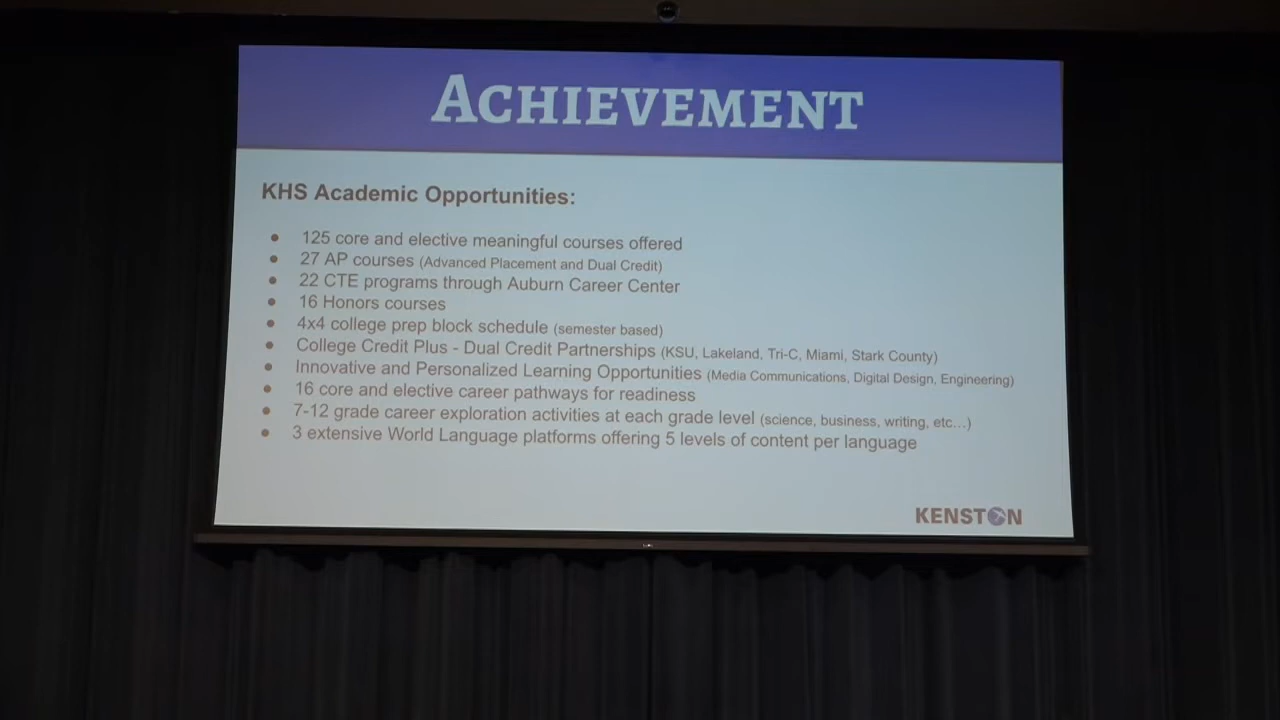 ACHIEVEMENT
KHS Academic Opportunities:
● 125 core and elective meaningful courses offered
● 27 AP courses (Advanced Placement and Dual Credit)
● 22 CTE programs through Auburn Career Center
● 16 Honors courses
● 4x4 college prep block schedule (semester based)
● College Credit Plus - Dual Credit Partnerships (KSU, Lakeland, Tri-C, Miami, Stark County)
● Innovative and Personalized Learning Opportunities (Media Communications, Digital Design, Engineering)
● 16 core and elective career pathways for readiness
● 7-12 grade career exploration activities at each grade level (science, business, writing, etc...)
● 3 extensive World Language platforms offering 5 levels of content per language
KENSTON